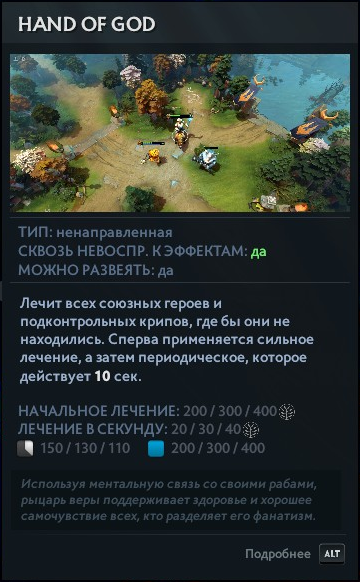 HAND OF GOD
ТИП: ненаправленная
СКВОЗЬ НЕВОСПР. К ЭФФЕКТАМ: да
МОЖНО РАЗВЕЯТЬ: да
Лечит всех союзных героев и
подконтрольных крипов, где бы они не
находились. Сперва применяется сильное
лечение, а затем периодическое, которое
действует 10 сек.
НАЧАЛЬНОЕ ЛЕЧЕНИЕ: 200 / 300 / 400
ЛЕЧЕНИЕ В СЕКУНДУ: 20 / 30 / 40
150 / 130 / 110 200 / 300 / 400
Используя ментальную связь со своими рабами,
рыцарь веры поддерживает здоровье и хорошее
самочувствие всех, кто разделяет его фанатизм.
Подробнее ALT